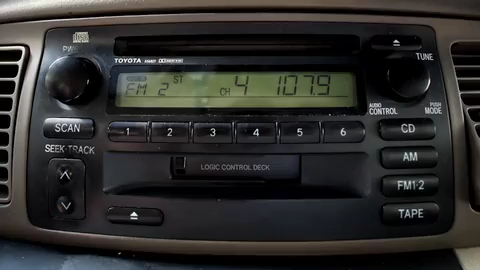 PWR
TOYOTA
TUNE
ST
FM 2 CH 4 107.9
AUDIO CONTROL
PUSH MODE
SCAN 1 2 3 4 5 6 CD
SEEK·TRACK
LOGIC CONTROL DECK
AM
FM1·2
TAPE